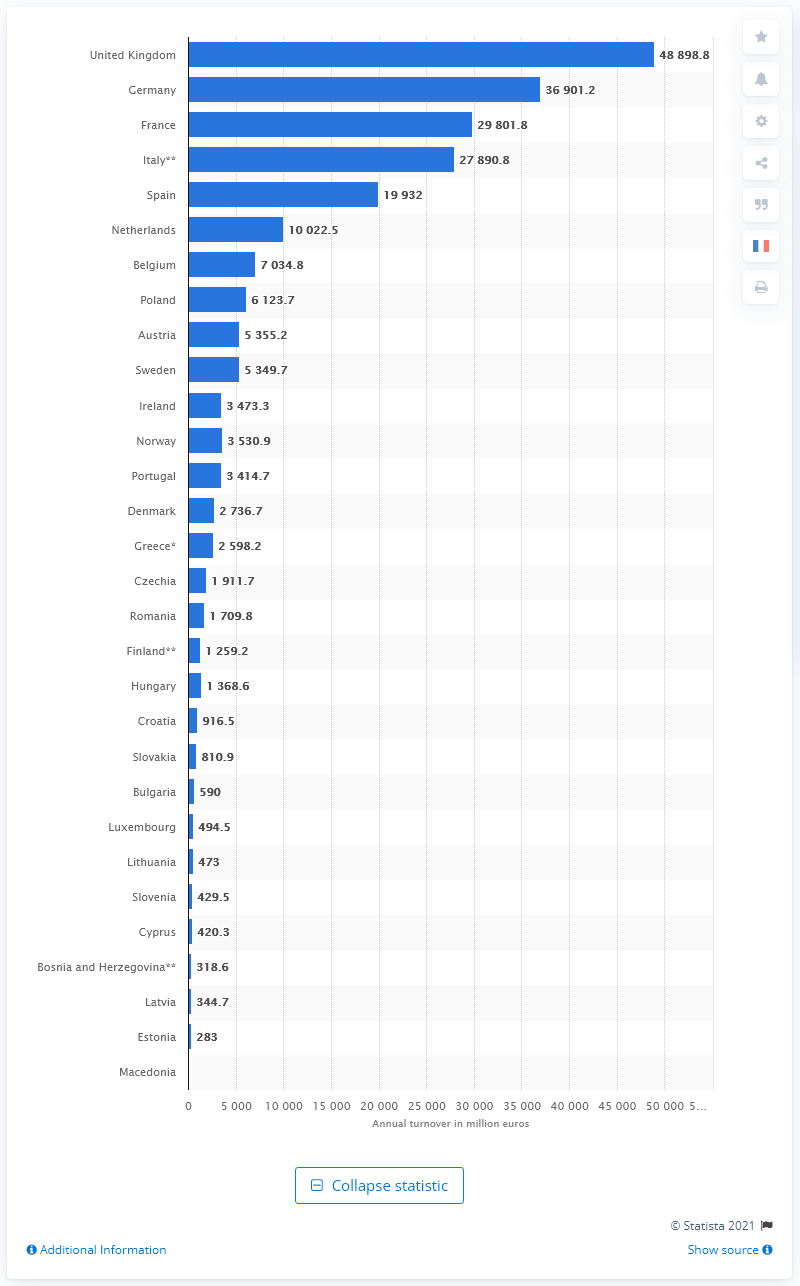 United Kingdom 48 898.8
Germany 36 901.2
France 29 801.8
Italy** 27 890.8
Spain 19 932
Netherlands 10 022.5
Belgium 7 034.8
Poland 6 123.7
Austria 5 355.2
Sweden 5 349.7
Ireland 3 473.3
Norway 3 530.9
Portugal 3 414.7
Denmark 2 736.7
Greece* 2 598.2
Czechia 1 911.7
Romania 1 709.8
Finland** 1 259.2
Hungary 1 368.6
Croatia 916.5
Slovakia 810.9
Bulgaria 590
Luxembourg 494.5
Lithuania 473
Slovenia 429.5
Cyprus 420.3
Bosnia and Herzegovina** 318.6
Latvia 344.7
Estonia 283
Macedonia
0 5 000 10 000 15 000 20 000 25 000 30 000 35 000 40 000 45 000 50 000 5...
Annual turnover in million euros
Collapse statistic
© Statista 2021
Additional Information Show source